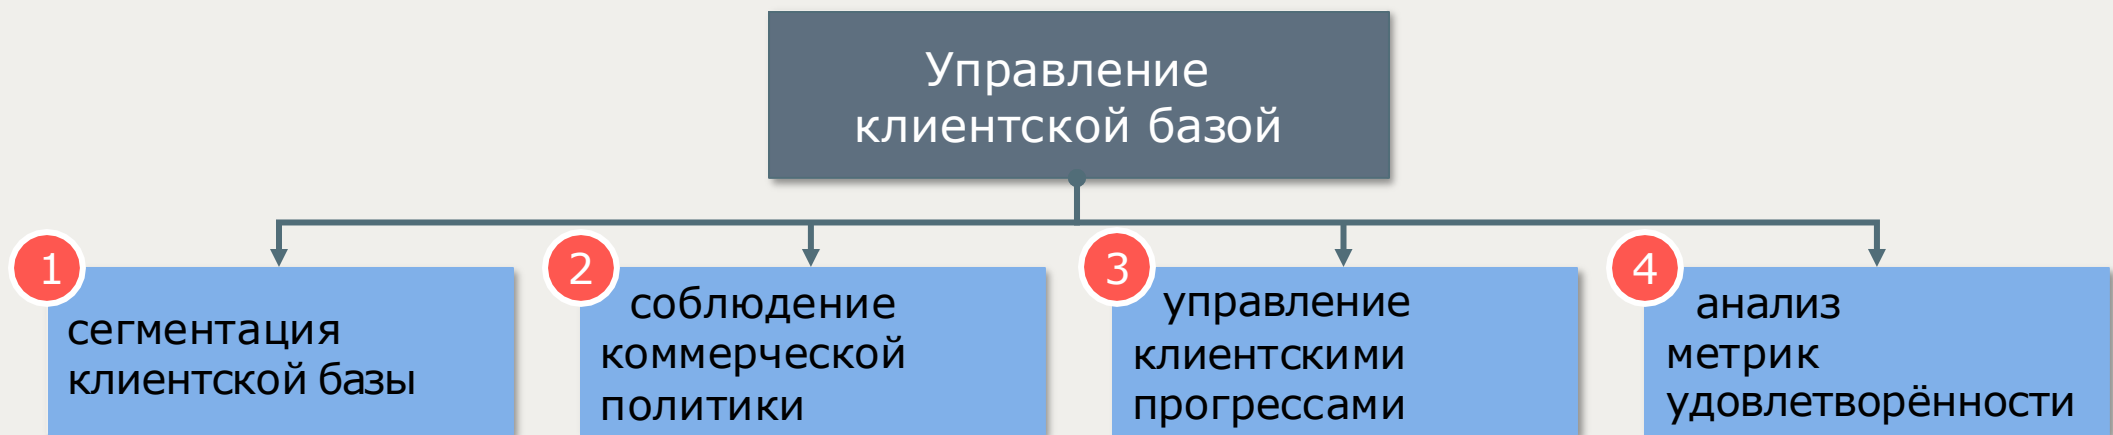 Управление
клиентской базой
1
сегментация
клиентской базы
2
соблюдение
коммерческой
политики
3
управление
клиентскими
прогрессами
4
анализ
метрик
удовлетворённости